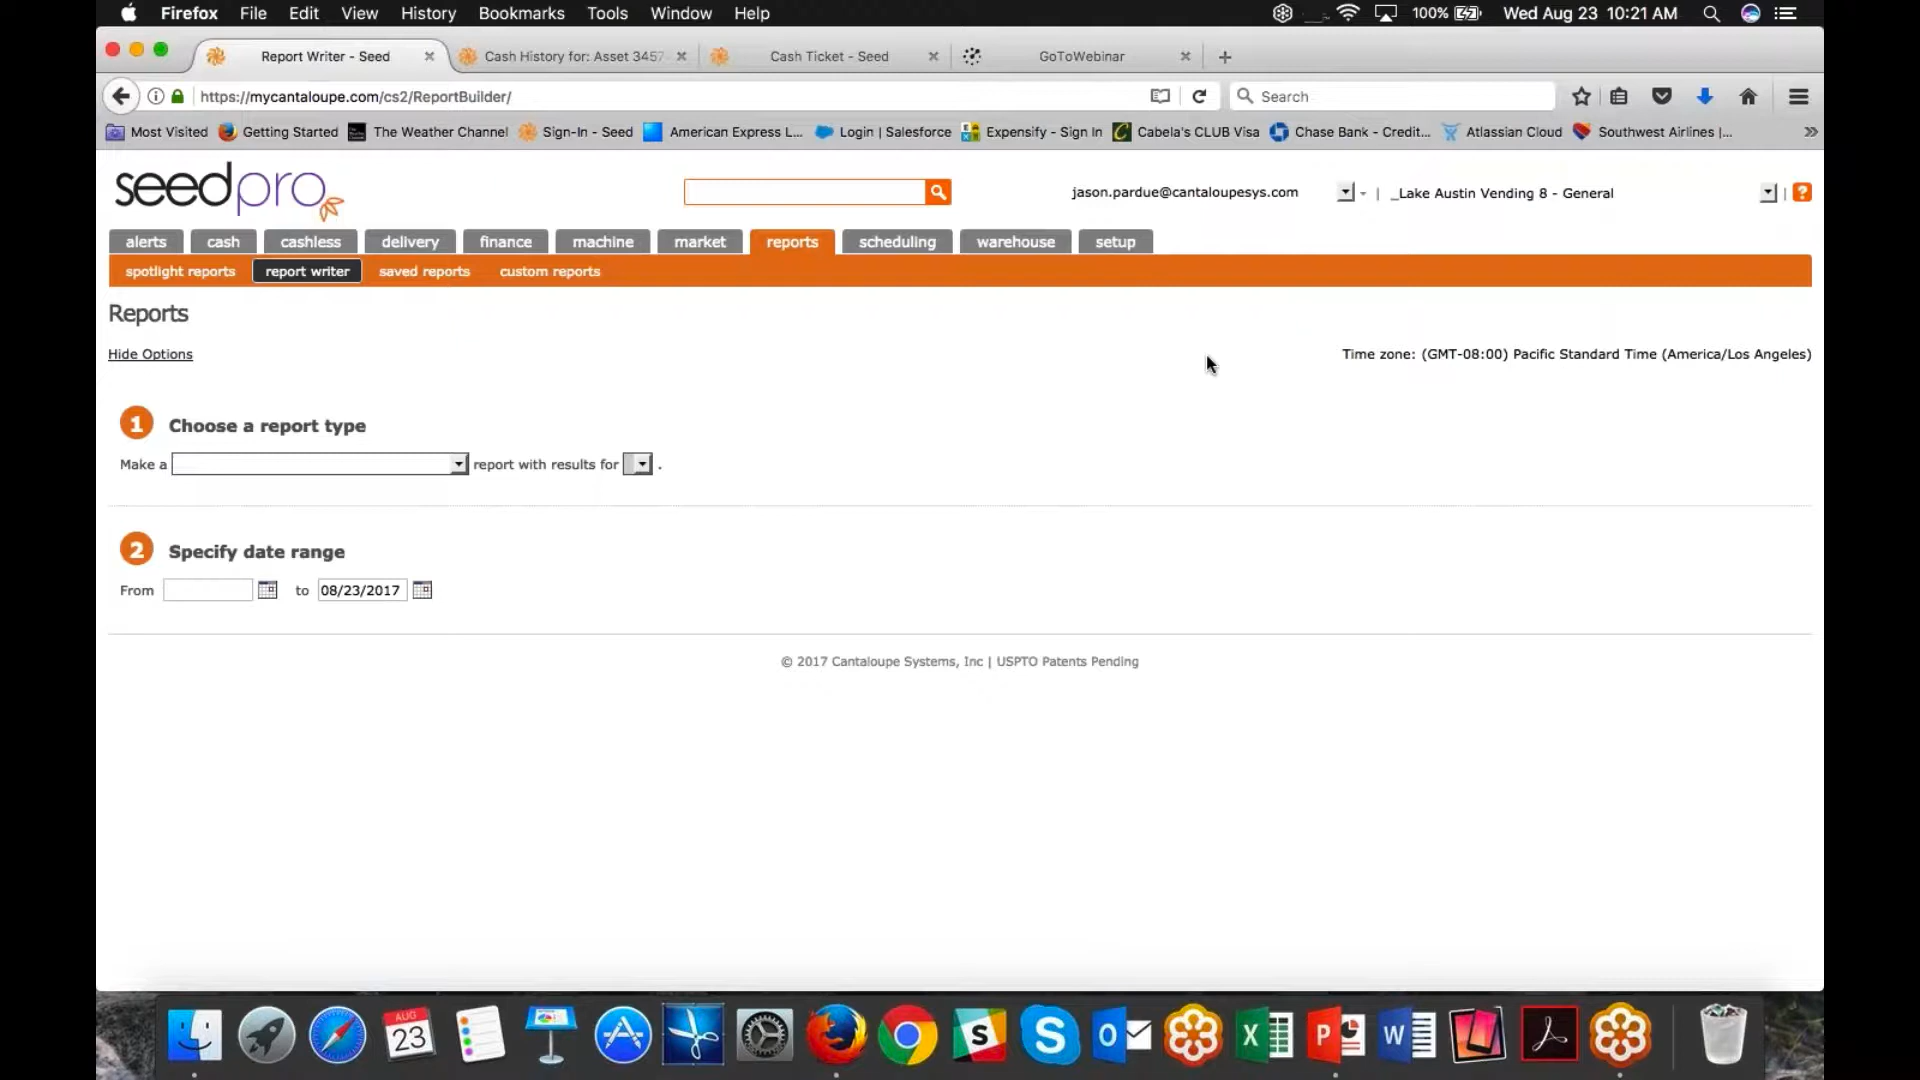 Firefox File Edit View History Bookmarks Tools Window Help 100% Wed Aug 23 10:21 AM
Report Writer - Seed Cash History for: Asset 3457 Cash Ticket - Seed GoToWebinar
https://mycantaloupe.com/cs2/ReportBuilder/ Search
Most Visited Getting Started The Weather Channel Sign-In - Seed American Express L... Login | Salesforce Expensify - Sign In Cabela's CLUB Visa Chase Bank - Credit... Atlassian Cloud Southwest Airlines |...
seedpro jason.pardue@cantaloupesys.com | _Lake Austin Vending 8 - General | ?
alerts cash cashless delivery finance machine market reports scheduling warehouse setup
spotlight reports report writer saved reports custom reports
Reports
Hide Options Time zone: (GMT-08:00) Pacific Standard Time (America/Los Angeles)
1 Choose a report type
Make a report with results for .
2 Specify date range
From to 08/23/2017
© 2017 Cantaloupe Systems, Inc | USPTO Patents Pending
AUG
23 S S O X P W